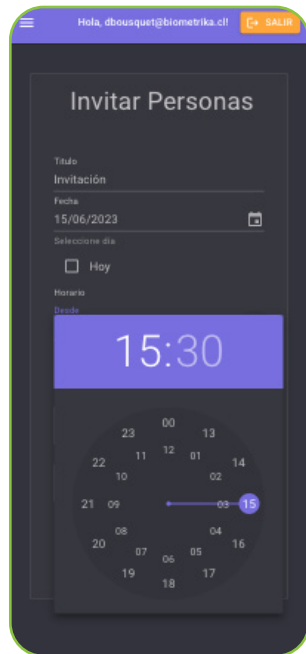 Hola, dbousquet@biometrika.cl!
SALIR
Invitar Personas
Título
Invitación
Fecha
15/06/2023
Seleccione día
Hoy
Horario
Desde
15:30
00
23 13
12
11 01
22 14
10 02
21 09 03 15
08 04
20 16
07 05
06
19 17
18